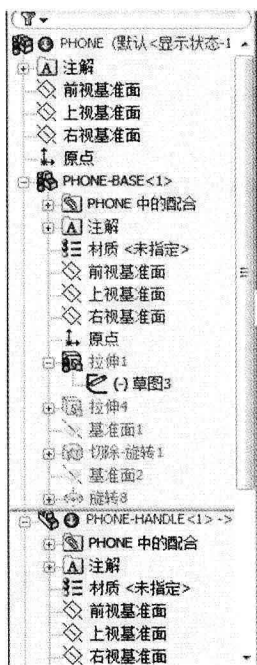 PHONE (默认<显示状态-1
A 注解
前视基准面
上视基准面
右视基准面
原点
PHONE-BASE<1>
PHONE 中的配合
A 注解
材质 <未指定>
前视基准面
上视基准面
右视基准面
原点
拉伸1
(-) 草图3
拉伸4
基准面1
切除-旋转1
基准面2
旋转8
PHONE-HANDLE<1> ->
PHONE 中的配合
A 注解
材质 <未指定>
前视基准面
上视基准面
右视基准面